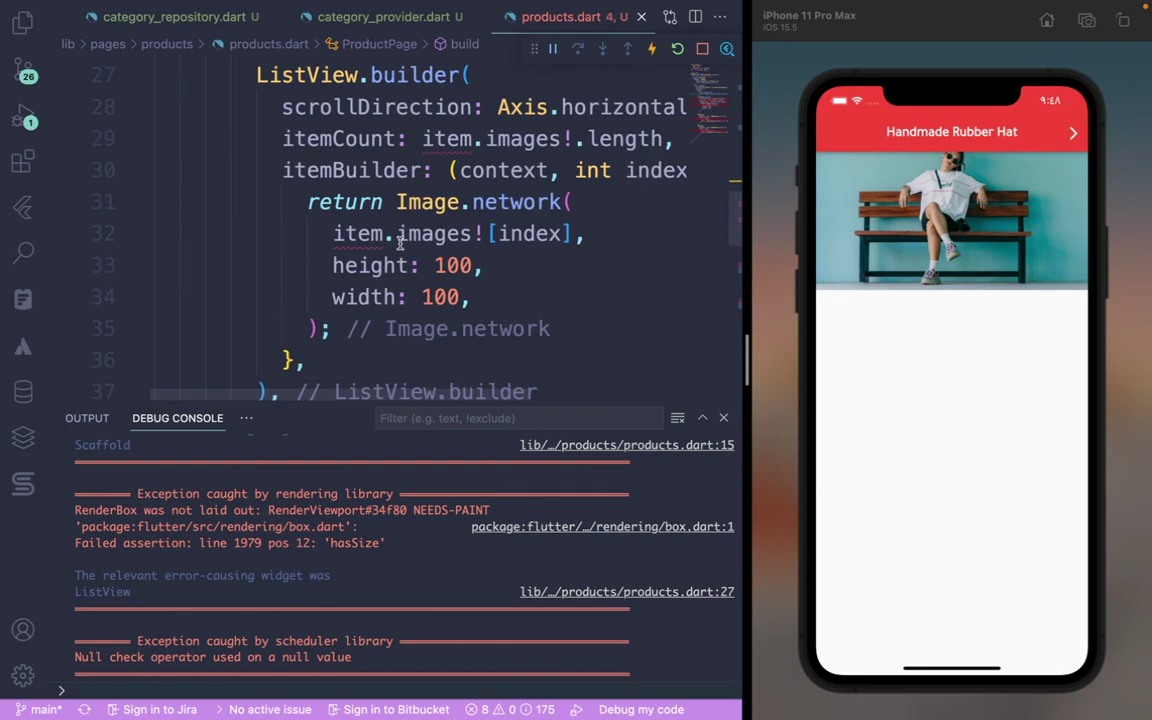 category_repository.dart U
category_provider.dart U
products.dart 4, U
lib > pages > products > products.dart > ProductPage > build
27 ListView.builder(
28 scrollDirection: Axis.horizontal
29 itemCount: item.images!.length,
30 itemBuilder: (context, int index
31 return Image.network(
32 item.images![index],
33 height: 100,
34 width: 100,
35 ); // Image.network
36 },
37 ), // ListView.builder
26
1
OUTPUT DEBUG CONSOLE
Filter (e.g. text, !exclude)
Scaffold lib/…/products/products.dart:15
Exception caught by rendering library
RenderBox was not laid out: RenderViewport#34f80 NEEDS-PAINT
'package:flutter/src/rendering/box.dart': package:flutter/…/rendering/box.dart:1
Failed assertion: line 1979 pos 12: 'hasSize'
The relevant error-causing widget was
ListView lib/…/products/products.dart:27
Exception caught by scheduler library
Null check operator used on a null value
main* Sign in to Jira No active issue Sign in to Bitbucket 8 0 175 Debug my code
iPhone 11 Pro Max
iOS 15.5
٩:٤٨
Handmade Rubber Hat